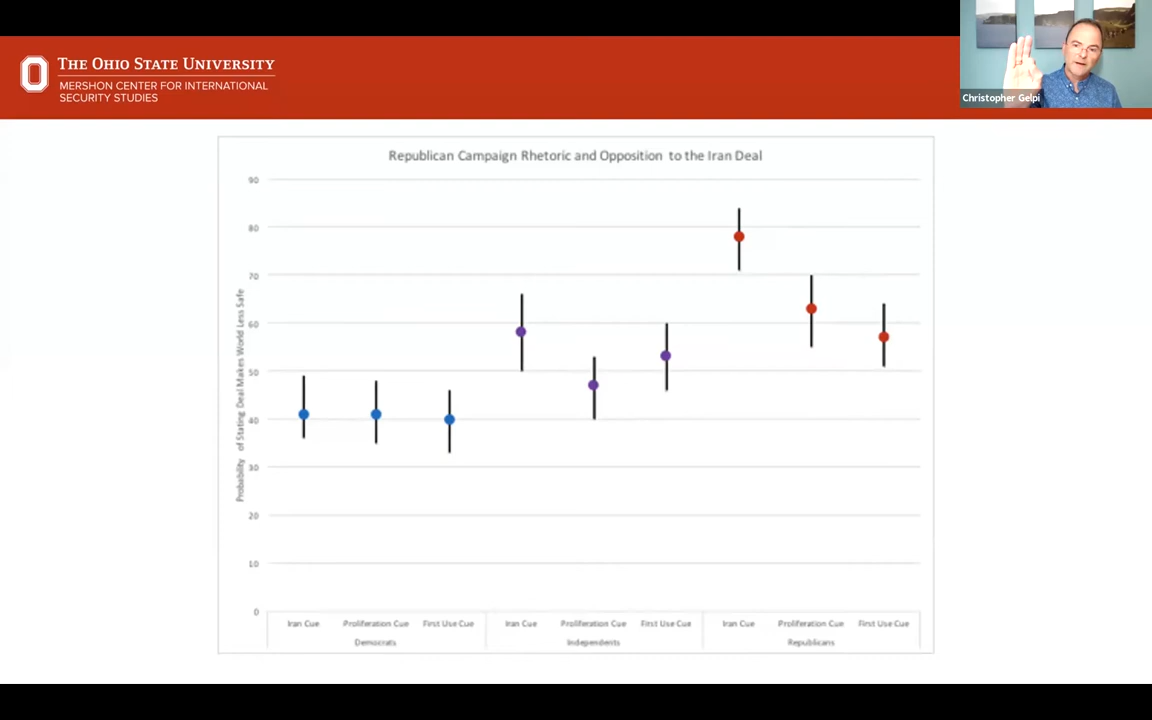 THE OHIO STATE UNIVERSITY
MERSHON CENTER FOR INTERNATIONAL
SECURITY STUDIES
Christopher Gelpi
Republican Campaign Rhetoric and Opposition to the Iran Deal
90
80
70
60
50
40
30
20
10
0
Probability of Stating Deal Makes World Less Safe
Iran Cue Proliferation Cue First Use Cue Iran Cue Proliferation Cue First Use Cue Iran Cue Proliferation Cue First Use Cue
Democrats Independents Republicans